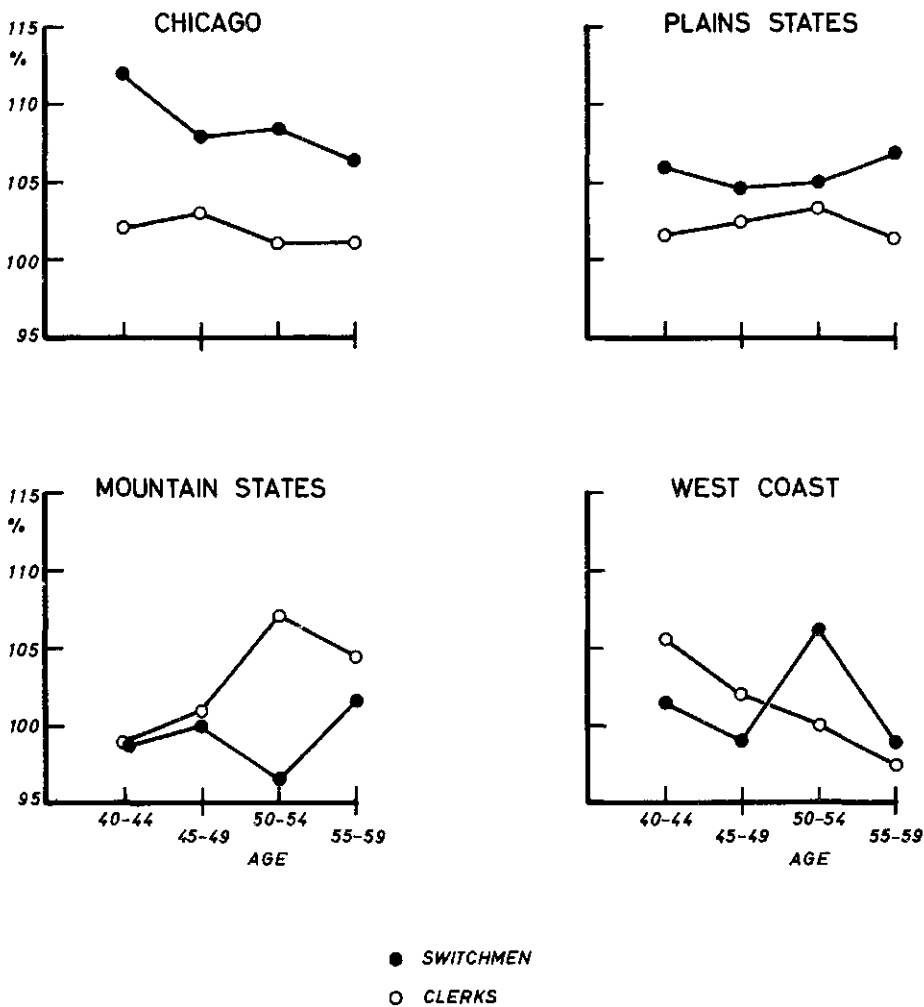 CHICAGO
115
%
110
105
100
95
PLAINS STATES
MOUNTAIN STATES
115
%
110
105
100
95
40-44
45-49
50-54
55-59
AGE
WEST COAST
40-44
45-49
50-54
55-59
AGE
SWITCHMEN
CLERKS